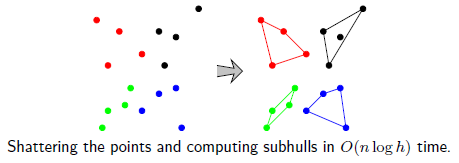 Shattering the points and computing subhulls in O(n log h) time.